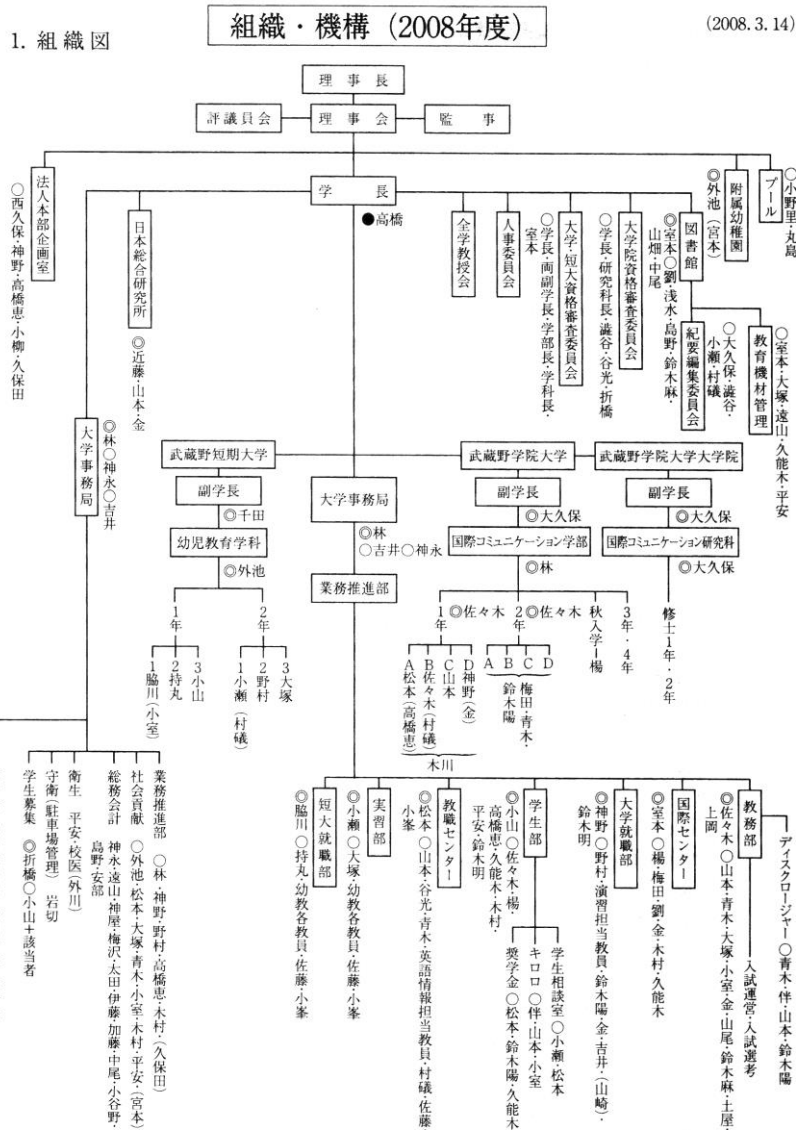 組織・機構（2008年度）
(2008.3.14)
1. 組織図
理事長
評議員会
理事会
監事
法人本部企画室
○西久保・神野・高橋恵・小柳・久保田
学長
●高橋
日本総合研究所
◎近藤・山本・金
全学教授会
人事委員会
大学・短大資格審査委員会
○学長・両副学長・学部長・学科長・
室本
大学院資格審査委員会
○学長・研究科長・澁谷・谷光・折橋
図書館
◎室本○劉・浅水・島野・鈴木麻・
山畑・中尾
紀要編集委員会
○大久保・澁谷・
小瀬・村礒
附属幼稚園
◎外池（宮本）
プール
○小野里・丸島
教育機材管理
○室本・大塚・遠山・久能木・平安
大学事務局
◎林○神永○吉井
武蔵野短期大学
副学長
◎千田
幼児教育学科
◎外池
1年
1脇川（小室）
2持丸
3小山
2年
1小瀬（村礒）
2野村
3大塚
大学事務局
◎林
○吉井○神永
業務推進部
武蔵野学院大学
副学長
◎大久保
国際コミュニケーション学部
◎林
1年 ◎佐々木
A松本（高橋恵）
B佐々木（村礒）
C山本
D神野（金）
木川
2年 ◎佐々木
A
B
C
D
鈴木陽
梅田・青木・
秋入学ー楊
3年・4年
武蔵野学院大学大学院
副学長
◎大久保
国際コミュニケーション研究科
◎大久保
修士1年・2年
業務推進部 ○林・神野・野村・高橋恵・木村・（久保田）
社会貢献 ○外池・松本・大塚・青木・小室・木村・平安・（宮本）
総務会計 神永・遠山・神屋・梅沢・太田・伊藤・加藤・中尾・小谷野・
島野・安部
衛生 平安・校医（外川）
守衛（駐車場管理） 岩切
学生募集 ◎折橋○小山＋該当者
短大就職部
◎脇川○持丸・幼教各教員・佐藤・小峯
実習部
◎小瀬○大塚・幼教各教員・佐藤・小峯
教職センター
◎松本○山本・谷光・青木・英語情報担当教員・村礒・佐藤・
小峯
学生部
◎小山○佐々木・楊・
高橋恵・久能木・木村・
平安・鈴木明
学生相談室○小瀬・松本
キロロ○伴・山本・小室
奨学金○松本・鈴木陽・久能木
大学就職部
◎神野○野村・演習担当教員・鈴木陽・金・吉井・（山崎）・
鈴木明
国際センター
◎室本○楊・梅田・劉・金・木村・久能木
教務部
◎佐々木○山本・青木・大塚・小室・金・山尾・鈴木麻・土屋・
上岡
入試運営・入試選考
ディスクロージャー○青木・伴・山本・鈴木陽